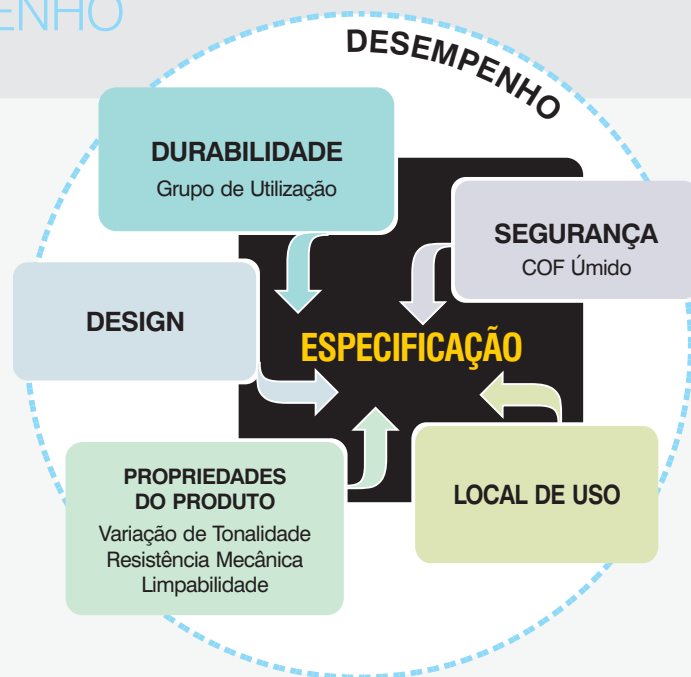 ENHO
DESEMPENHO
DURABILIDADE
Grupo de Utilização
SEGURANÇA
COF Úmido
DESIGN
ESPECIFICAÇÃO
PROPRIEDADES
DO PRODUTO
Variação de Tonalidade
Resistência Mecânica
Limpabilidade
LOCAL DE USO